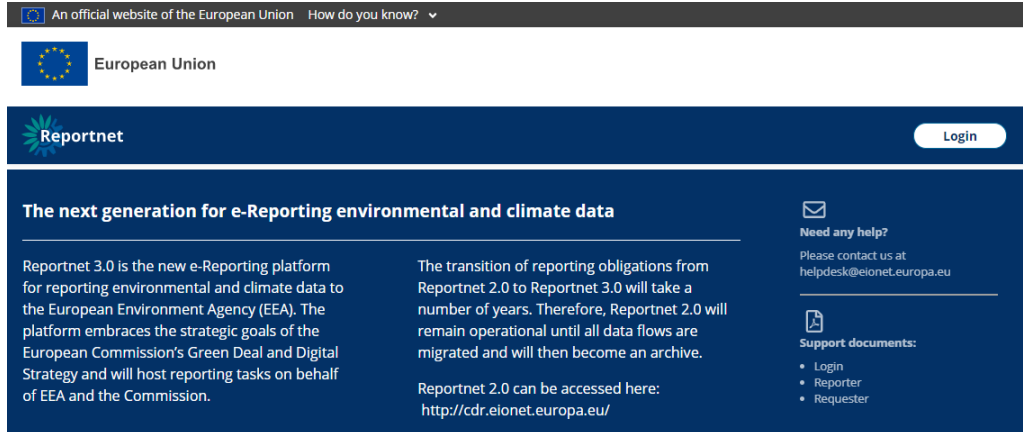 An official website of the European Union How do you know?
European Union
Reportnet
Login
The next generation for e-Reporting environmental and climate data
Reportnet 3.0 is the new e-Reporting platform
for reporting environmental and climate data to
the European Environment Agency (EEA). The
platform embraces the strategic goals of the
European Commission's Green Deal and Digital
Strategy and will host reporting tasks on behalf
of EEA and the Commission.
The transition of reporting obligations from
Reportnet 2.0 to Reportnet 3.0 will take a
number of years. Therefore, Reportnet 2.0 will
remain operational until all data flows are
migrated and will then become an archive.
Reportnet 2.0 can be accessed here:
http://cdr.eionet.europa.eu/
Need any help?
Please contact us at
helpdesk@eionet.europa.eu
Support documents:
• Login
• Reporter
• Requester